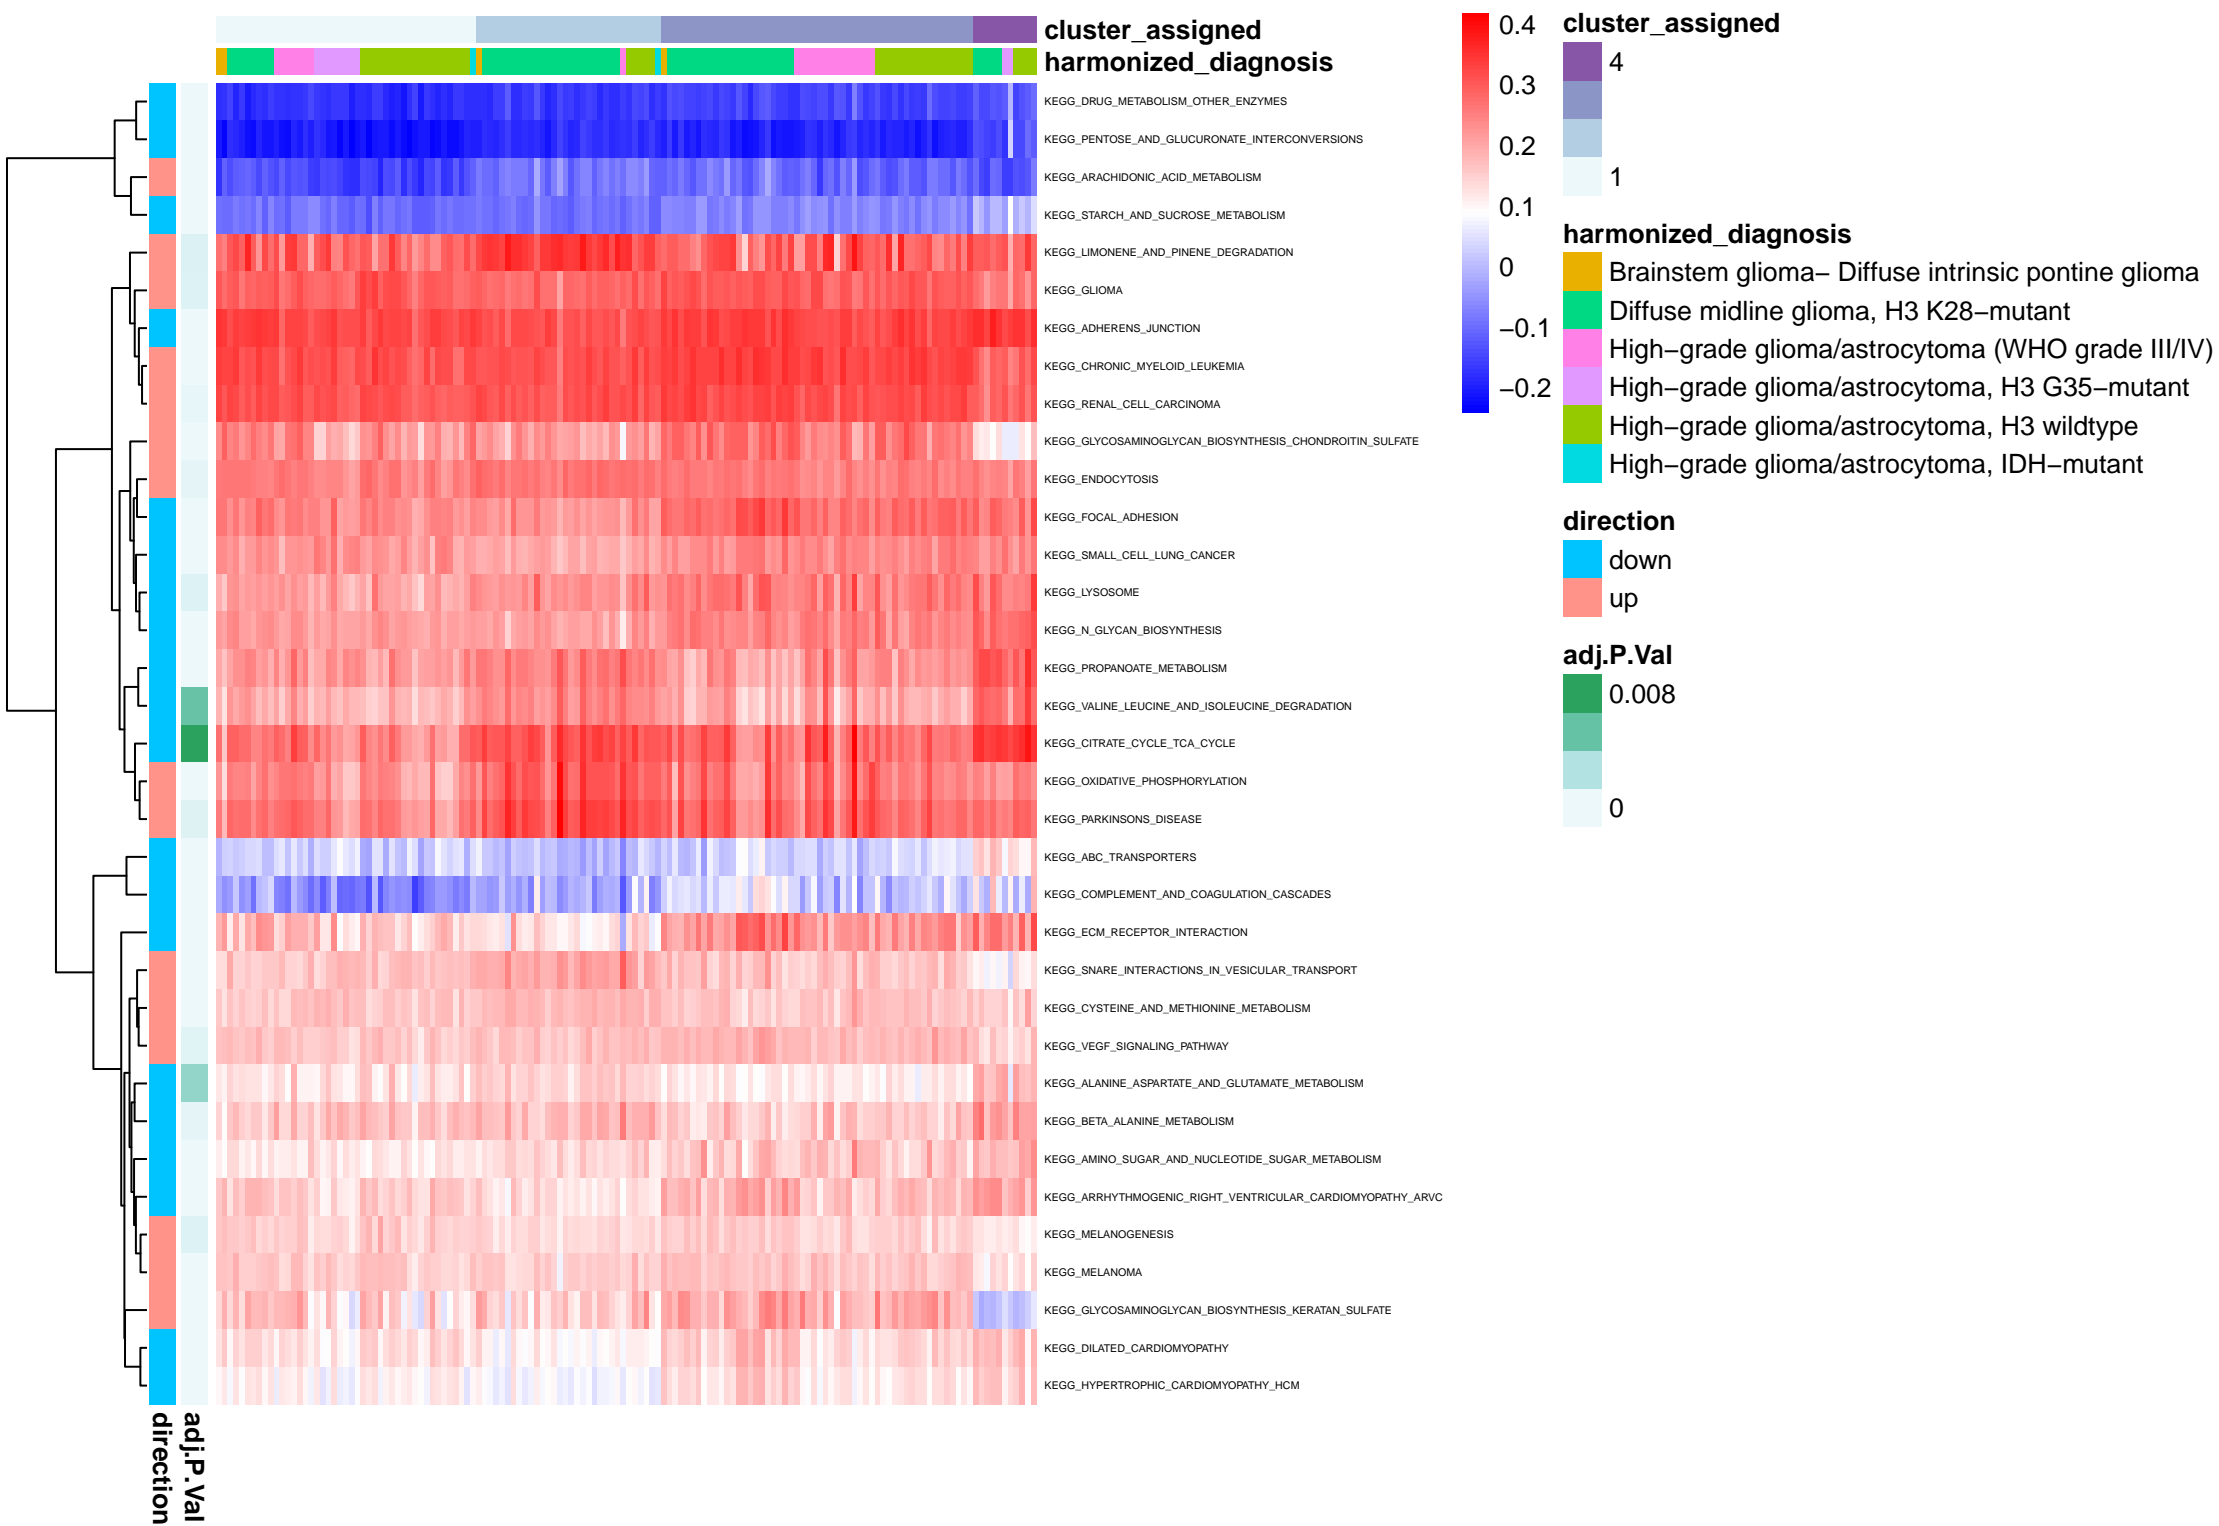 cluster_assigned
harmonized_diagnosis
KEGG_DRUG_METABOLISM_OTHER_ENZYMES
KEGG_PENTOSE_AND_GLUCURONATE_INTERCONVERSIONS
KEGG_ARACHIDONIC_ACID_METABOLISM
KEGG_STARCH_AND_SUCROSE_METABOLISM
KEGG_LIMONENE_AND_PINENE_DEGRADATION
KEGG_GLIOMA
KEGG_ADHERENS_JUNCTION
KEGG_CHRONIC_MYELOID_LEUKEMIA
KEGG_RENAL_CELL_CARCINOMA
KEGG_GLYCOSAMINOGLYCAN_BIOSYNTHESIS_CHONDROITIN_SULFATE
KEGG_ENDOCYTOSIS
KEGG_FOCAL_ADHESION
KEGG_SMALL_CELL_LUNG_CANCER
KEGG_LYSOSOME
KEGG_N_GLYCAN_BIOSYNTHESIS
KEGG_PROPANOATE_METABOLISM
KEGG_VALINE_LEUCINE_AND_ISOLEUCINE_DEGRADATION
KEGG_CITRATE_CYCLE_TCA_CYCLE
KEGG_OXIDATIVE_PHOSPHORYLATION
KEGG_PARKINSONS_DISEASE
KEGG_ABC_TRANSPORTERS
KEGG_COMPLEMENT_AND_COAGULATION_CASCADES
KEGG_ECM_RECEPTOR_INTERACTION
KEGG_SNARE_INTERACTIONS_IN_VESICULAR_TRANSPORT
KEGG_CYSTEINE_AND_METHIONINE_METABOLISM
KEGG_VEGF_SIGNALING_PATHWAY
KEGG_ALANINE_ASPARTATE_AND_GLUTAMATE_METABOLISM
KEGG_BETA_ALANINE_METABOLISM
KEGG_AMINO_SUGAR_AND_NUCLEOTIDE_SUGAR_METABOLISM
KEGG_ARRHYTHMOGENIC_RIGHT_VENTRICULAR_CARDIOMYOPATHY_ARVC
KEGG_MELANOGENESIS
KEGG_MELANOMA
KEGG_GLYCOSAMINOGLYCAN_BIOSYNTHESIS_KERATAN_SULFATE
KEGG_DILATED_CARDIOMYOPATHY
KEGG_HYPERTROPHIC_CARDIOMYOPATHY_HCM
direction
adj.P.Val
0.4
0.3
0.2
0.1
0
−0.1
−0.2
cluster_assigned
4
1
harmonized_diagnosis
Brainstem glioma− Diffuse intrinsic pontine glioma
Diffuse midline glioma, H3 K28−mutant
High−grade glioma/astrocytoma (WHO grade III/IV)
High−grade glioma/astrocytoma, H3 G35−mutant
High−grade glioma/astrocytoma, H3 wildtype
High−grade glioma/astrocytoma, IDH−mutant
direction
down
up
adj.P.Val
0.008
0